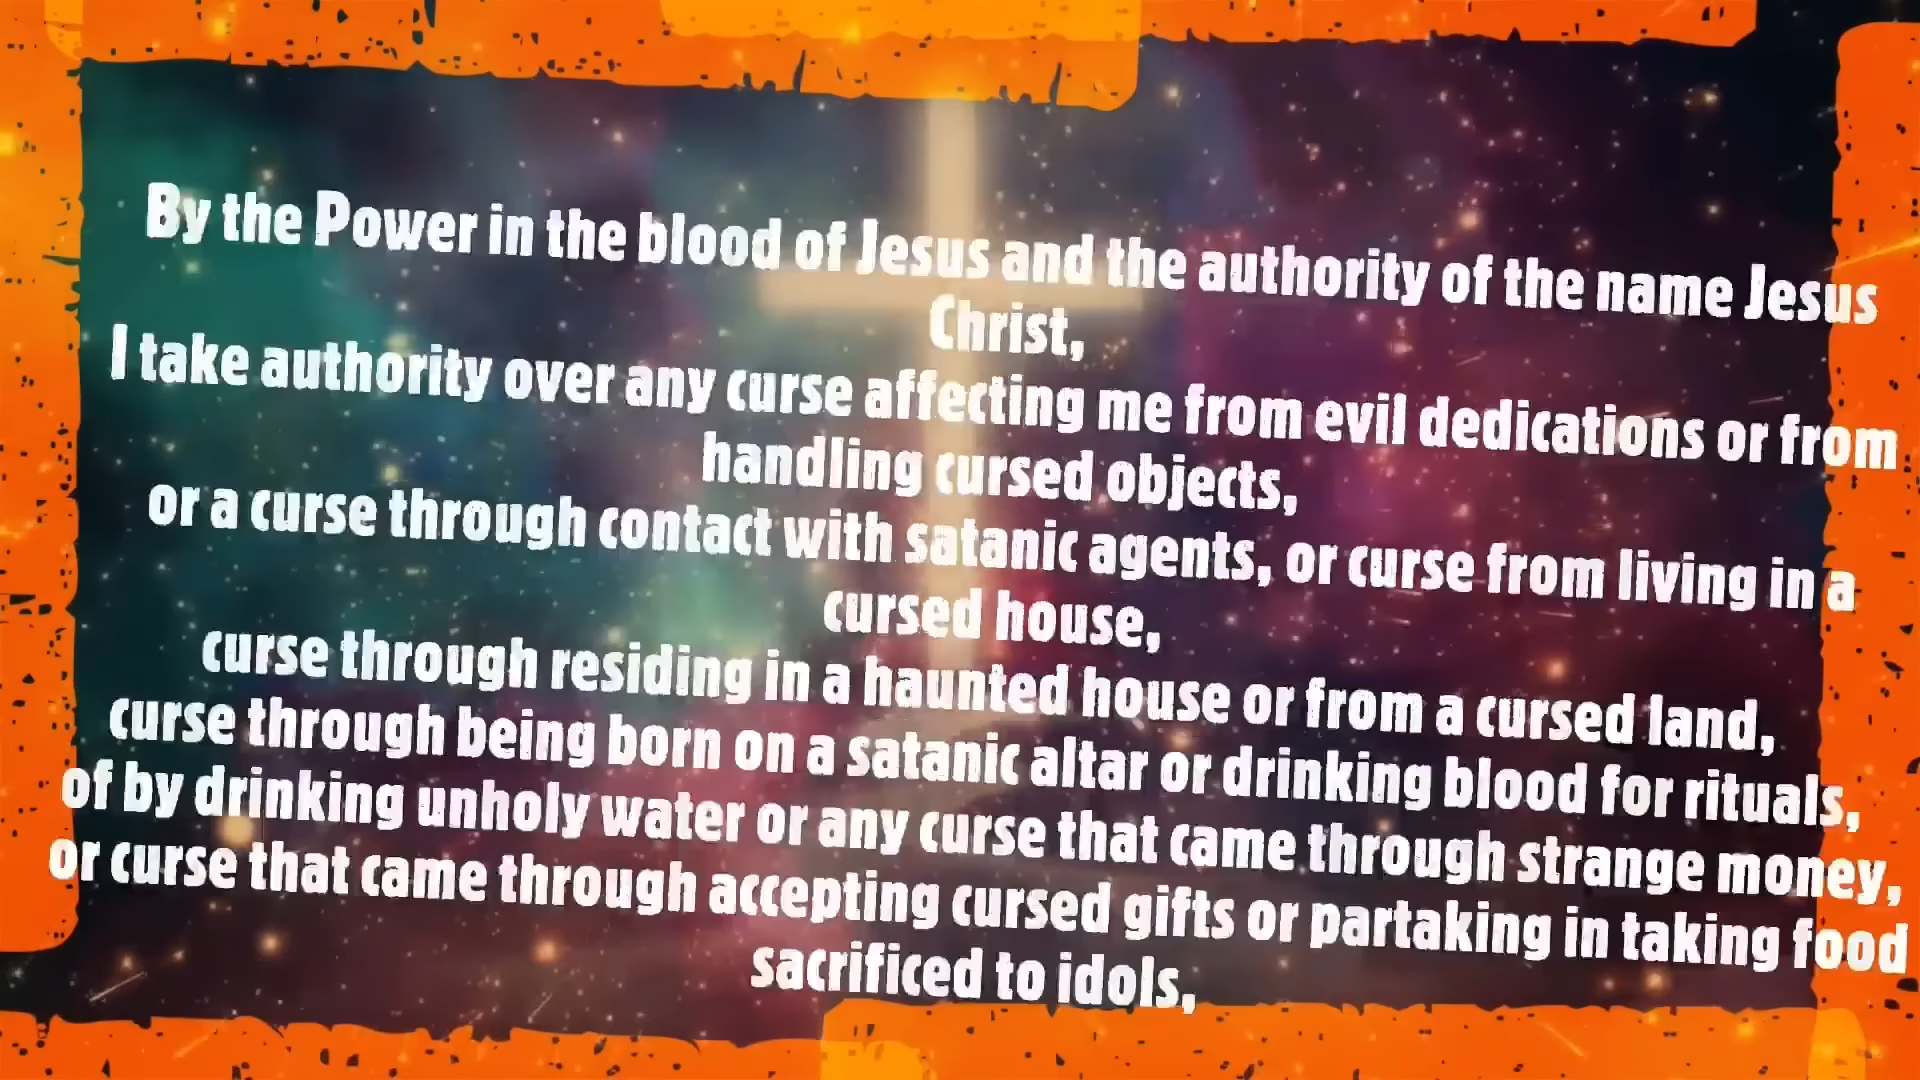 By the Power in the blood of Jesus and the authority of the name Jesus
Christ,
I take authority over any curse affecting me from evil dedications or from
handling cursed objects,
or a curse through contact with satanic agents, or curse from living in a
cursed house,
curse through residing in a haunted house or from a cursed land,
curse through being born on a satanic altar or drinking blood for rituals,
of by drinking unholy water or any curse that came through strange money,
or curse that came through accepting cursed gifts or partaking in taking food
sacrificed to idols,